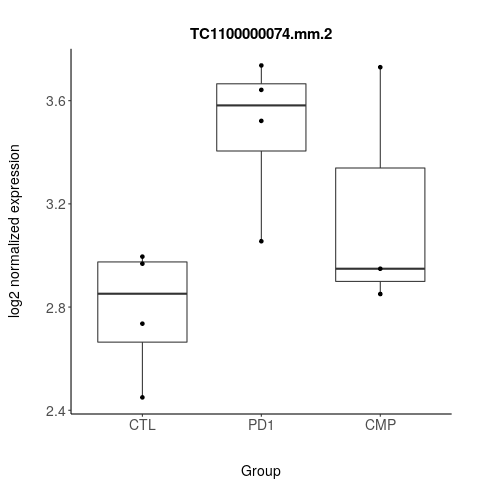 TC1100000074.mm.2
log2 normalized expression
3.6
3.2
2.8
2.4
CTL PD1 CMP
Group